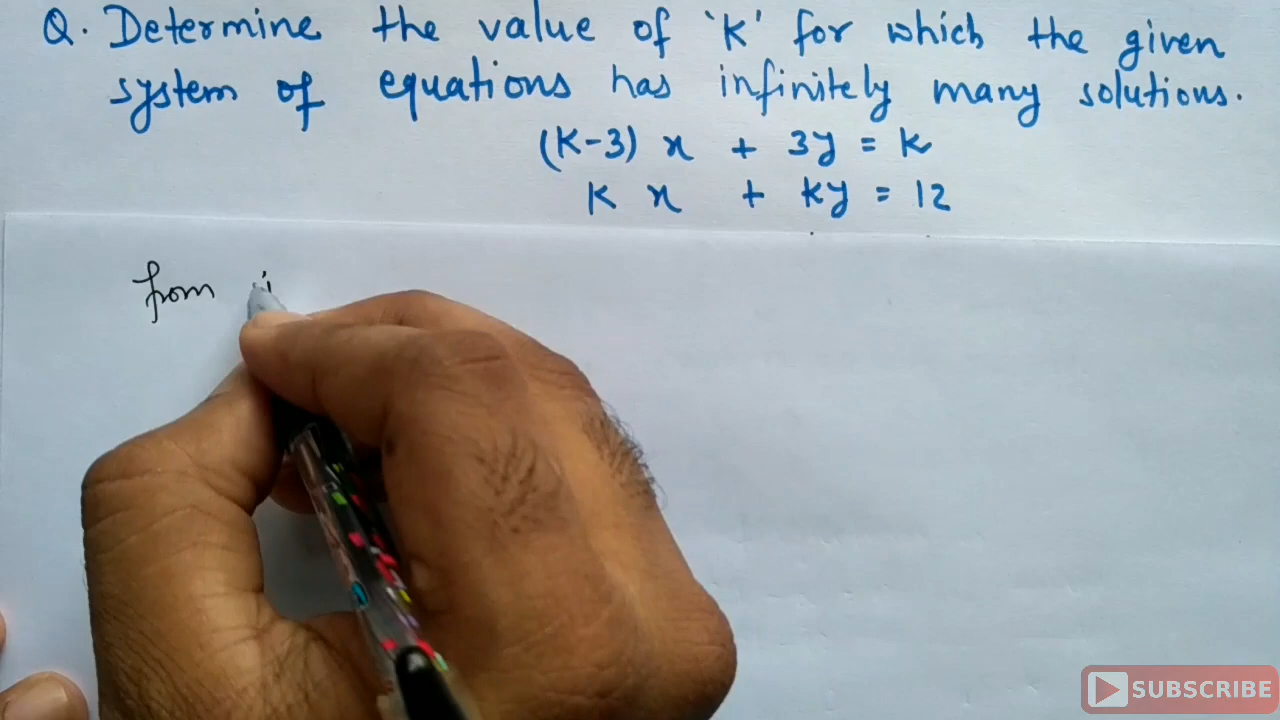 Q. Determine the value of 'K' for which the given
system of equations has infinitely many solutions.
(K-3) x + 3y = k
K x + ky = 12
from
SUBSCRIBE